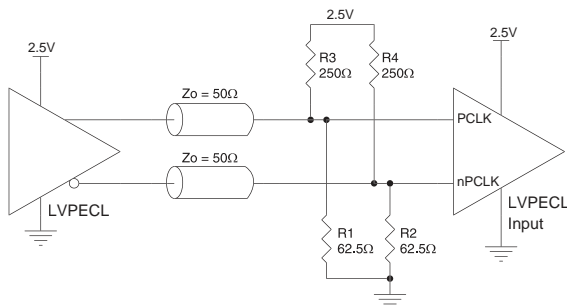 2.5V
2.5V
2.5V
R3
250Ω
R4
250Ω
Zo = 50Ω
PCLK
Zo = 50Ω
nPCLK
LVPECL
LVPECL
Input
R1
62.5Ω
R2
62.5Ω